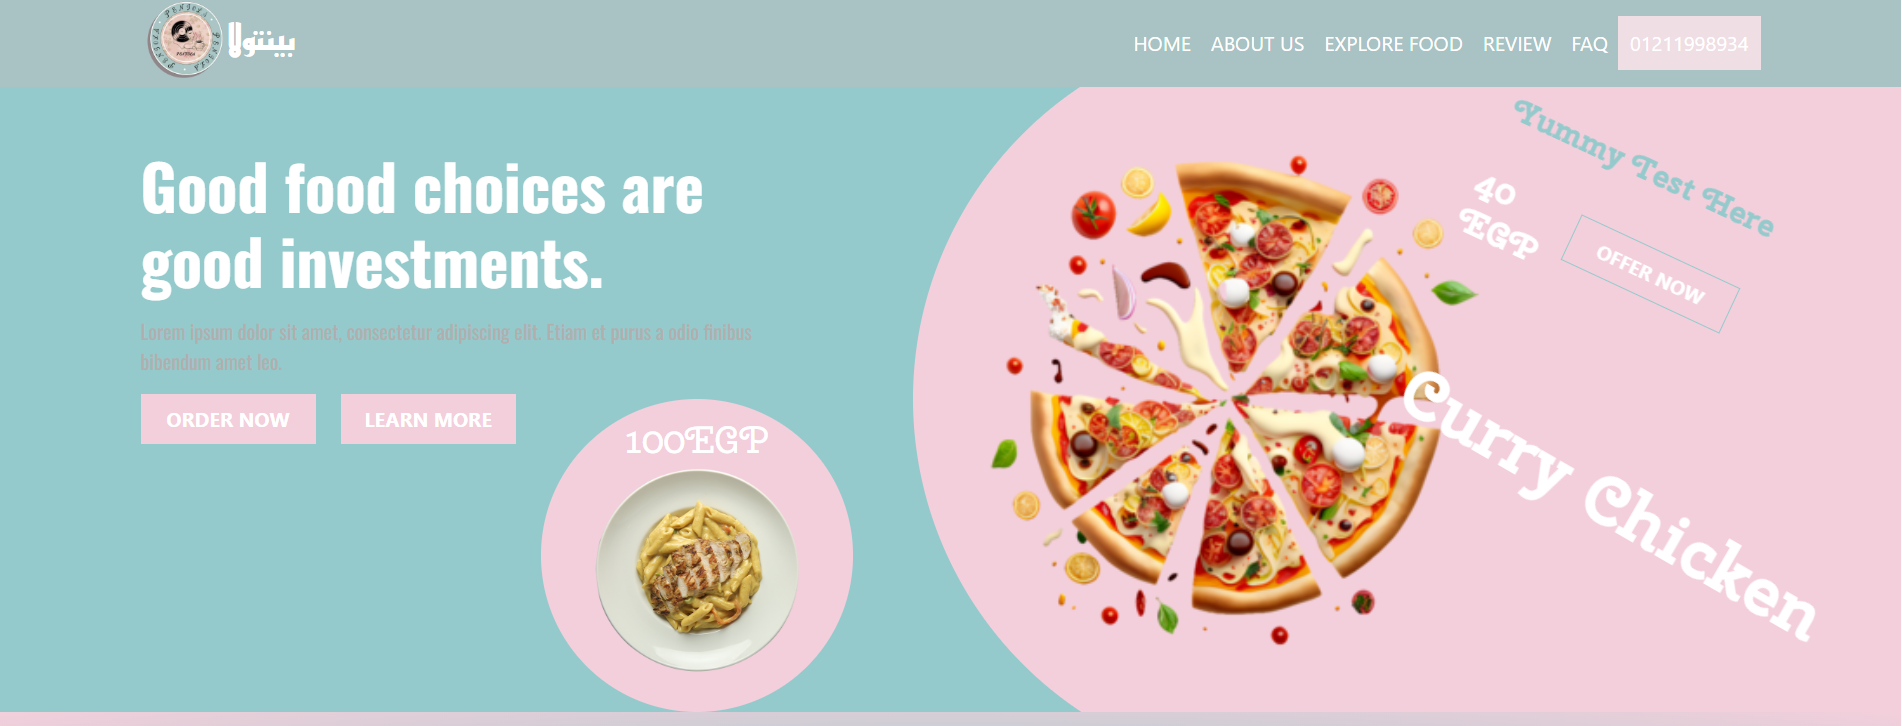 بينتولا
HOME ABOUT US EXPLORE FOOD REVIEW FAQ 01211998934
Good food choices are
good investments.
Lorem ipsum dolor sit amet, consectetur adipiscing elit. Etiam et purus a odio finibus
bibendum amet leo.
ORDER NOW LEARN MORE
100EGP
Yummy Test Here
40
EGP
OFFER NOW
Curry Chicken